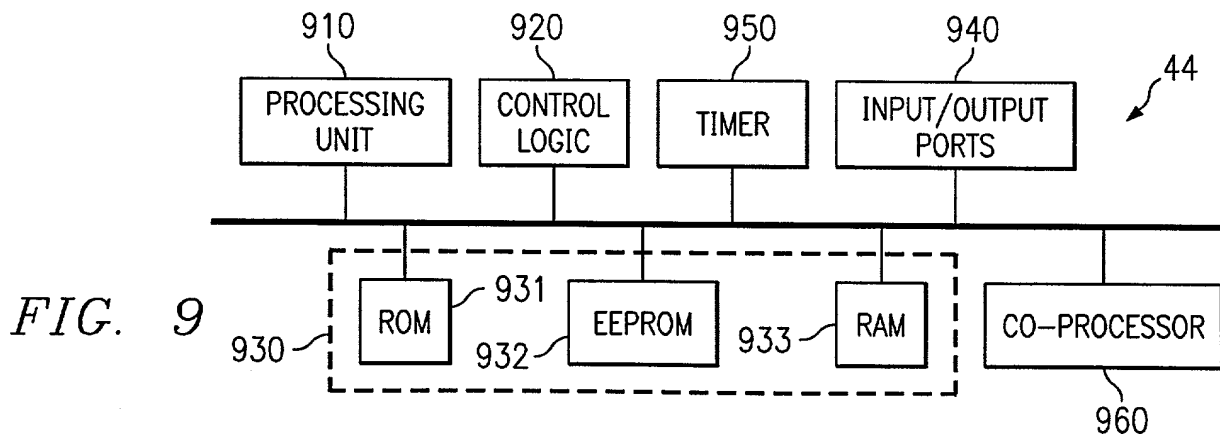 910
920
950
940
44
PROCESSING
UNIT
CONTROL
LOGIC
TIMER
INPUT/OUTPUT
PORTS
FIG. 9
930
ROM
931
932
EEPROM
933
RAM
CO-PROCESSOR
960